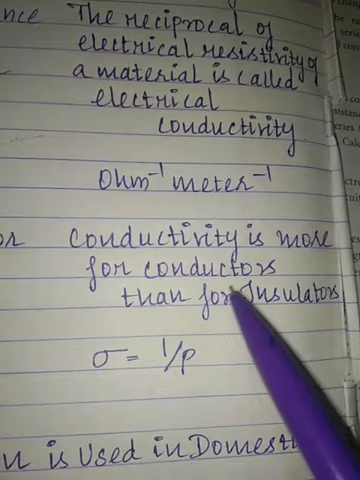 nce The reciprocal of
electrical resistivity of
a material is called
electrical
conductivity
Ohm⁻¹ meter⁻¹
or Conductivity is more
for conductors
than for Insulators
σ = 1/ρ
n is Used in Domest